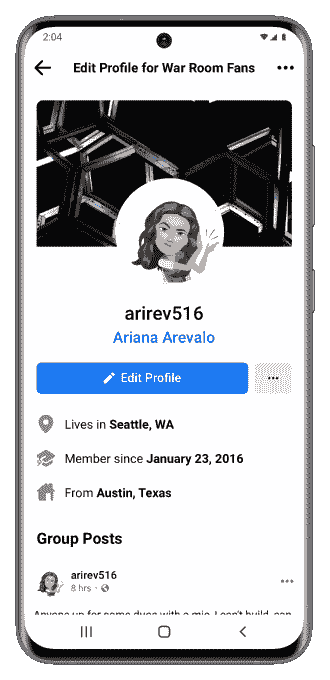 2:04
Edit Profile for War Room Fans
arirev516
Ariana Arevalo
Edit Profile
Lives in Seattle, WA
Member since January 23, 2016
From Austin, Texas
Group Posts
arirev516
8 hrs ·
Anyone up for some duos with a mic. I can't build, can